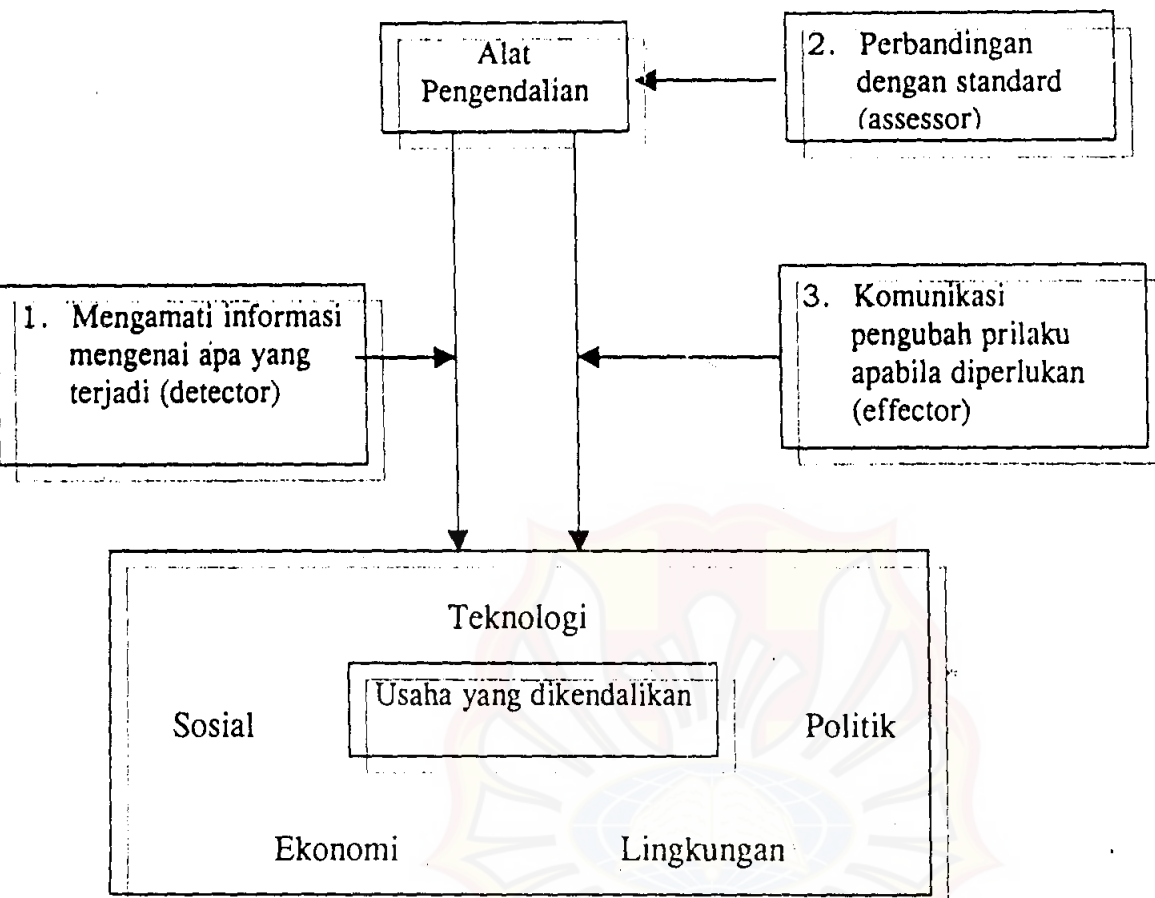 Alat
Pengendalian
2. Perbandingan
dengan standard
(assessor)
1. Mengamati informasi
mengenai apa yang
terjadi (detector)
3. Komunikasi
pengubah prilaku
apabila diperlukan
(effector)
Teknologi
Usaha yang dikendalikan
Sosial
Politik
Ekonomi
Lingkungan